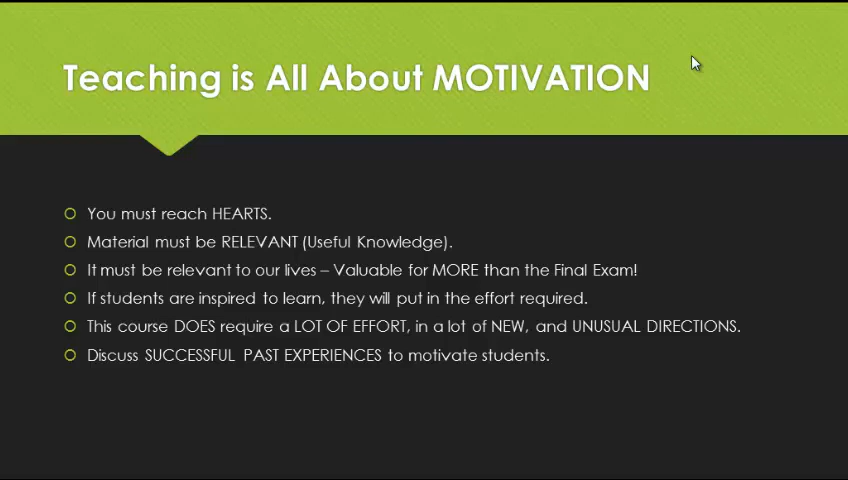 Teaching is All About MOTIVATION
You must reach HEARTS.
Material must be RELEVANT (Useful Knowledge).
It must be relevant to our lives – Valuable for MORE than the Final Exam!
If students are inspired to learn, they will put in the effort required.
This course DOES require a LOT OF EFFORT, in a lot of NEW, and UNUSUAL DIRECTIONS.
Discuss SUCCESSFUL PAST EXPERIENCES to motivate students.